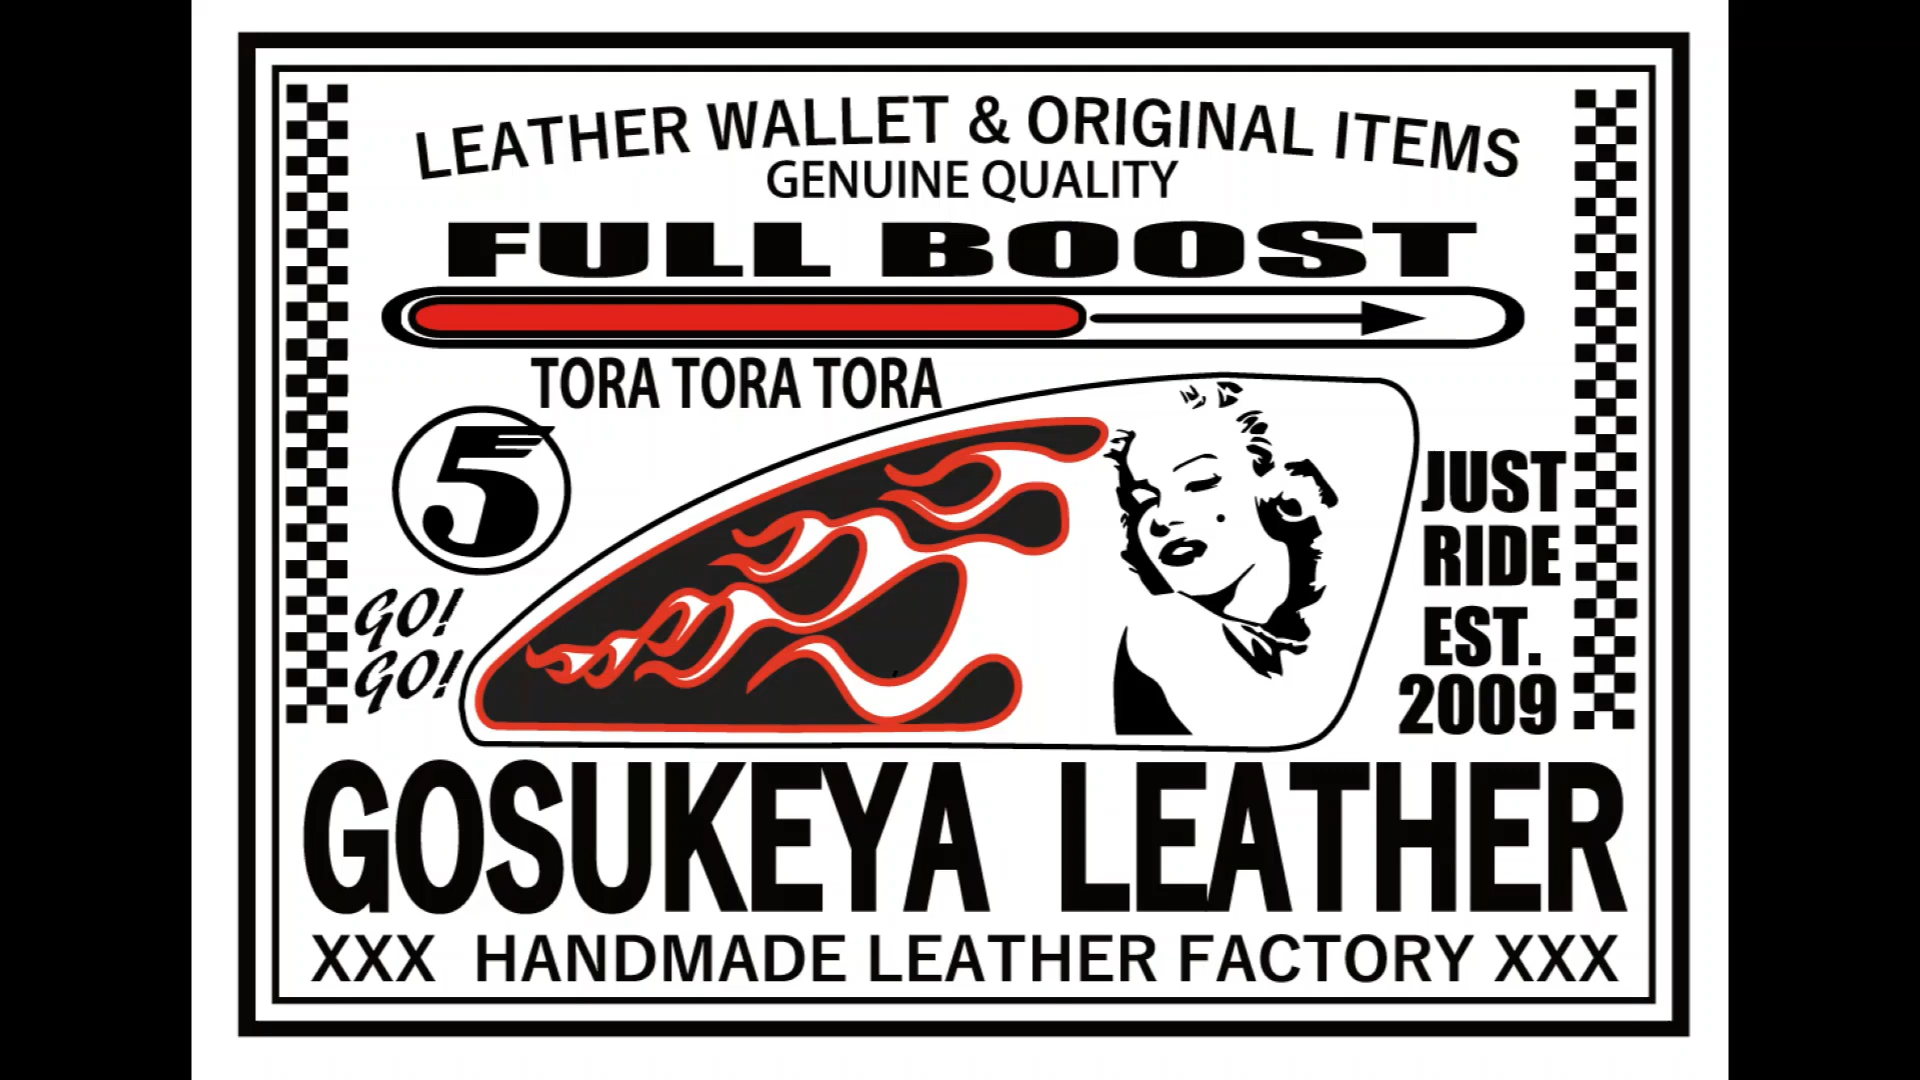 LEATHER WALLET & ORIGINAL ITEMS
GENUINE QUALITY
FULL BOOST
TORA TORA TORA
5
GO!
GO!
JUST
RIDE
EST.
2009
GOSUKEYA LEATHER
XXX HANDMADE LEATHER FACTORY XXX